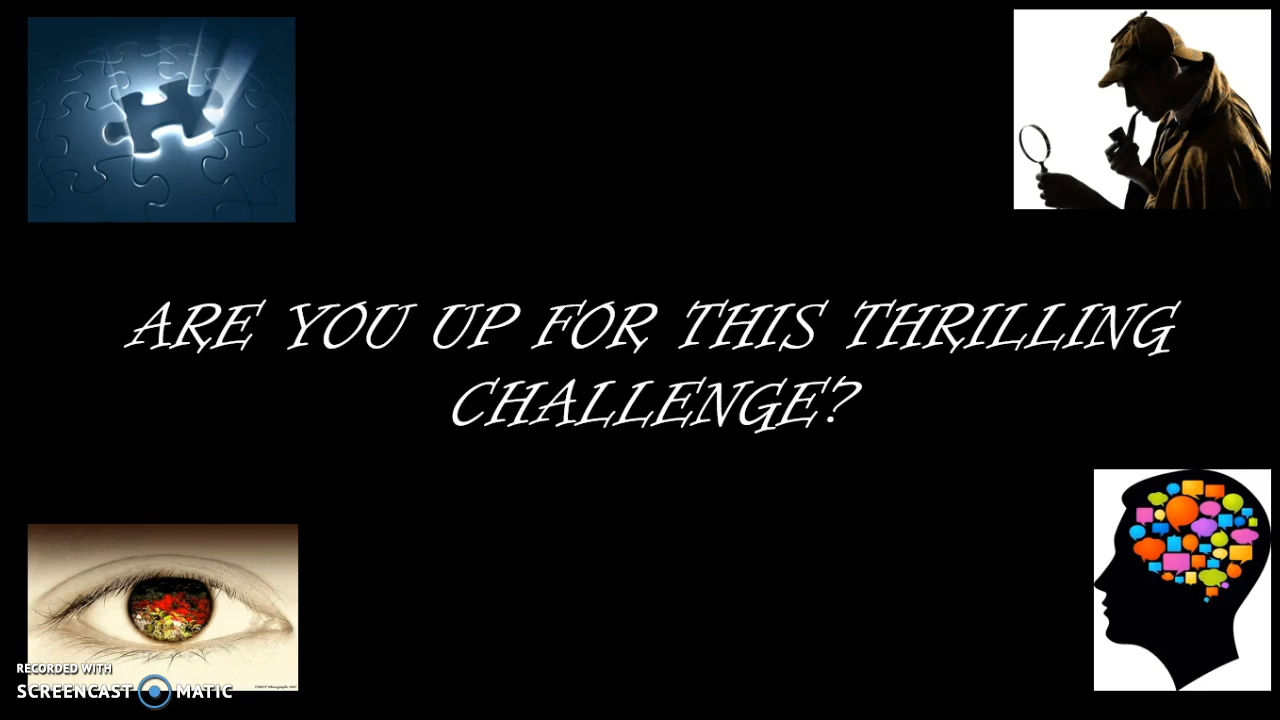 ARE YOU UP FOR THIS THRILLING
CHALLENGE?
RECORDED WITH
SCREENCAST MATIC